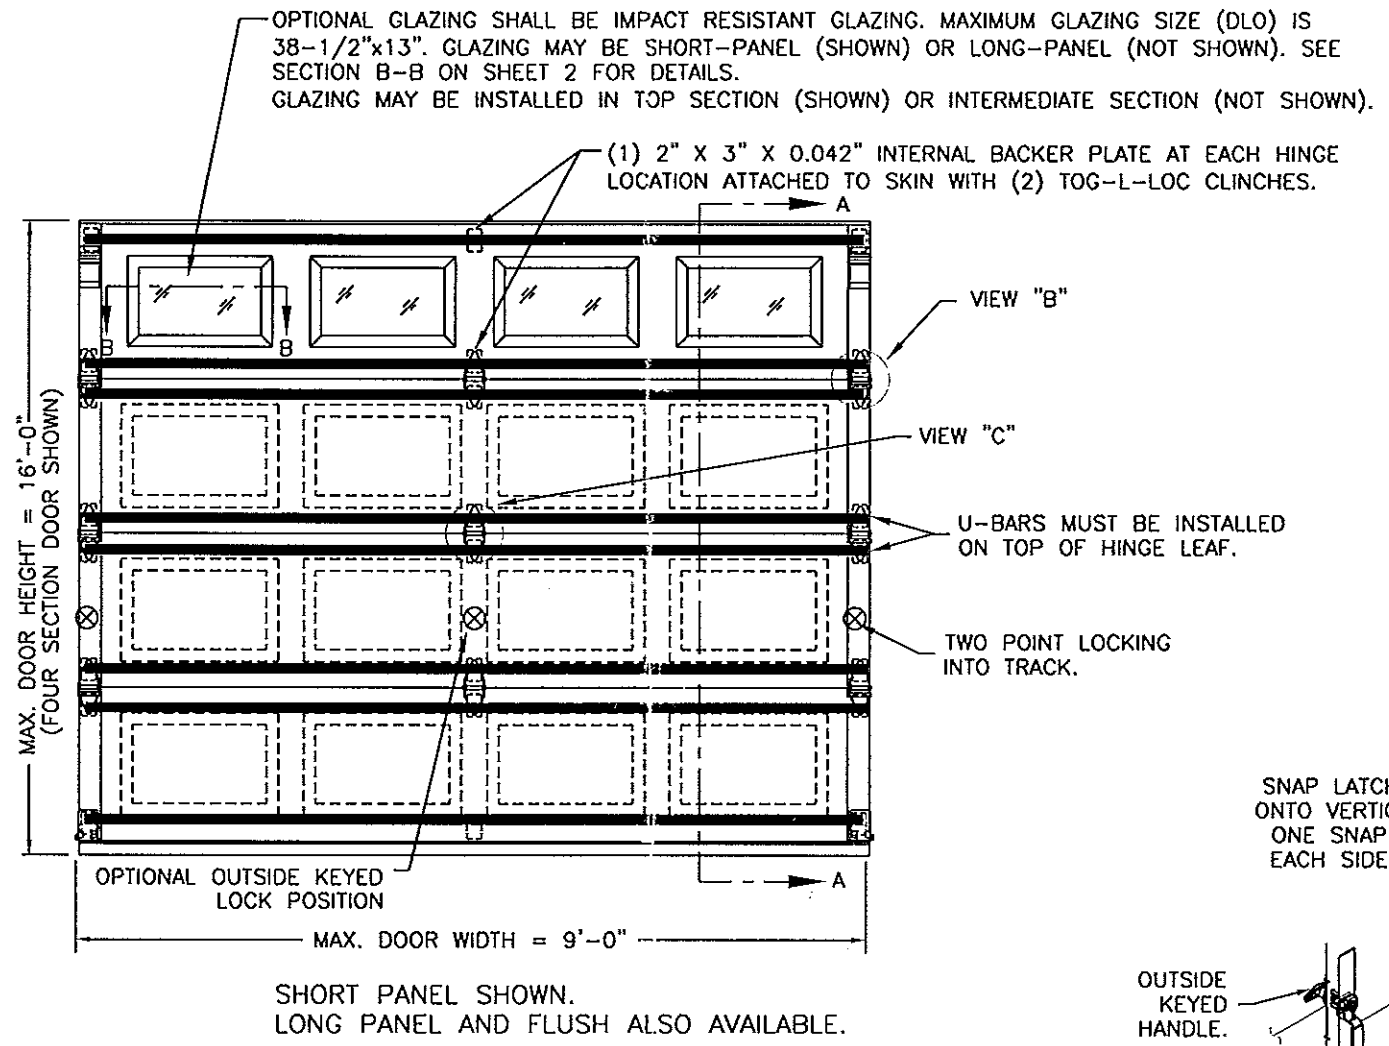 OPTIONAL GLAZING SHALL BE IMPACT RESISTANT GLAZING. MAXIMUM GLAZING SIZE (DLO) IS
38-1/2"x13". GLAZING MAY BE SHORT-PANEL (SHOWN) OR LONG-PANEL (NOT SHOWN). SEE
SECTION B-B ON SHEET 2 FOR DETAILS.
GLAZING MAY BE INSTALLED IN TOP SECTION (SHOWN) OR INTERMEDIATE SECTION (NOT SHOWN).
(1) 2" X 3" X 0.042" INTERNAL BACKER PLATE AT EACH HINGE
LOCATION ATTACHED TO SKIN WITH (2) TOG-L-LOC CLINCHES.
A
VIEW "B"
B
B
VIEW "C"
MAX. DOOR HEIGHT = 16'-0"
(FOUR SECTION DOOR SHOWN)
U-BARS MUST BE INSTALLED
ON TOP OF HINGE LEAF.
TWO POINT LOCKING
INTO TRACK.
SNAP LATCH
ONTO VERTIC
ONE SNAP
EACH SIDE
OPTIONAL OUTSIDE KEYED
LOCK POSITION
A
MAX. DOOR WIDTH = 9'-0"
SHORT PANEL SHOWN.
LONG PANEL AND FLUSH ALSO AVAILABLE.
OUTSIDE
KEYED
HANDLE.